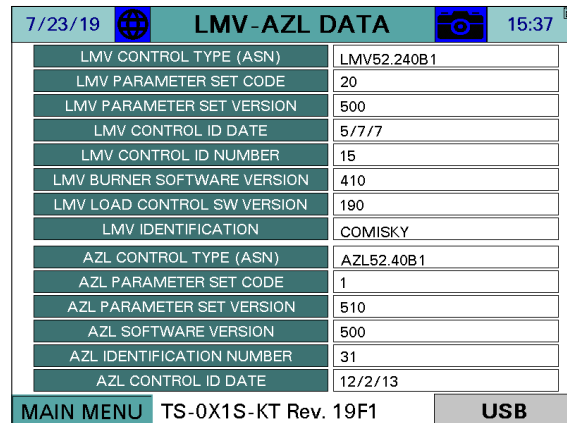 7/23/19 LMV-AZL DATA 15:37
LMV CONTROL TYPE (ASN) LMV52.240B1
LMV PARAMETER SET CODE 20
LMV PARAMETER SET VERSION 500
LMV CONTROL ID DATE 5/7/7
LMV CONTROL ID NUMBER 15
LMV BURNER SOFTWARE VERSION 410
LMV LOAD CONTROL SW VERSION 190
LMV IDENTIFICATION COMISKY
AZL CONTROL TYPE (ASN) AZL52.40B1
AZL PARAMETER SET CODE 1
AZL PARAMETER SET VERSION 510
AZL SOFTWARE VERSION 500
AZL IDENTIFICATION NUMBER 31
AZL CONTROL ID DATE 12/2/13
MAIN MENU TS-0X1S-KT Rev. 19F1 USB